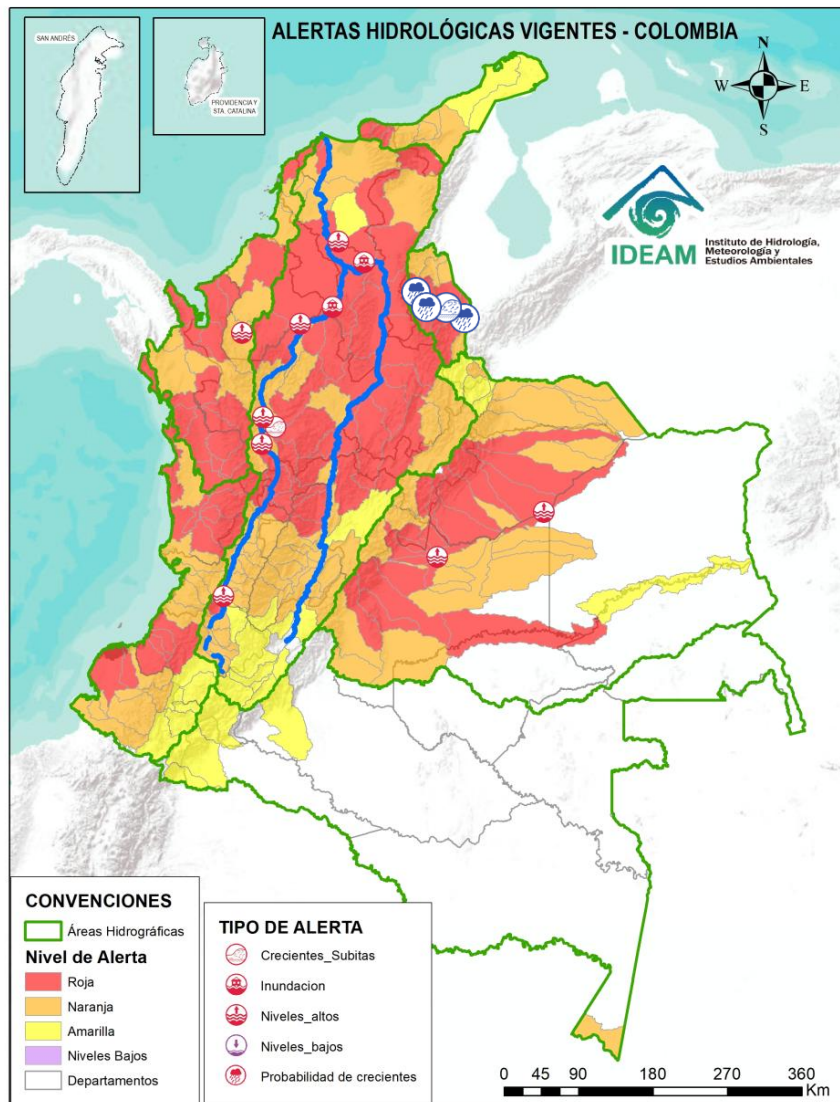 ALERTAS HIDROLÓGICAS VIGENTES - COLOMBIA
SAN ANDRÉS
PROVIDENCIA Y
STA. CATALINA
N
W
E
S
IDEAM
Instituto de Hidrología,
Meteorología y
Estudios Ambientales
CONVENCIONES
Áreas Hidrográficas
Nivel de Alerta
Roja
Naranja
Amarilla
Niveles Bajos
Departamentos
TIPO DE ALERTA
Crecientes_Subitas
Inundacion
Niveles_altos
Niveles_bajos
Probabilidad de crecientes
0 45 90 180 270 360
Km